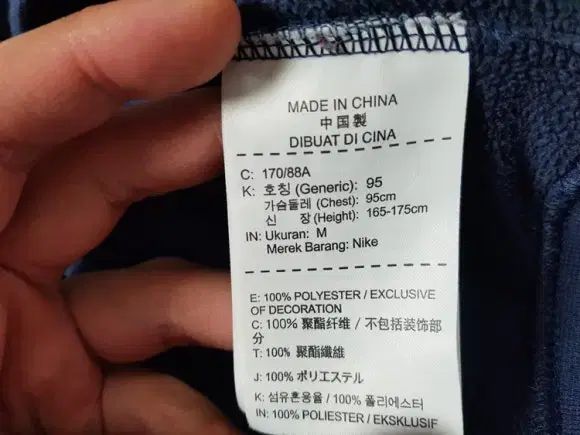 MADE IN CHINA
中国製
DIBUAT DI CINA
C: 170/88A
K: 호칭 (Generic): 95
가슴둘레 (Chest): 95cm
신 장 (Height): 165-175cm
IN: Ukuran: M
Merek Barang: Nike
E: 100% POLYESTER / EXCLUSIVE
OF DECORATION
C: 100% 聚酯纤维 / 不包括装饰部
分
T: 100% 聚酯纖維
J: 100% ポリエステル
K: 섬유혼용율 / 100% 폴리에스터
IN: 100% POLIESTER / EKSKLUSIF